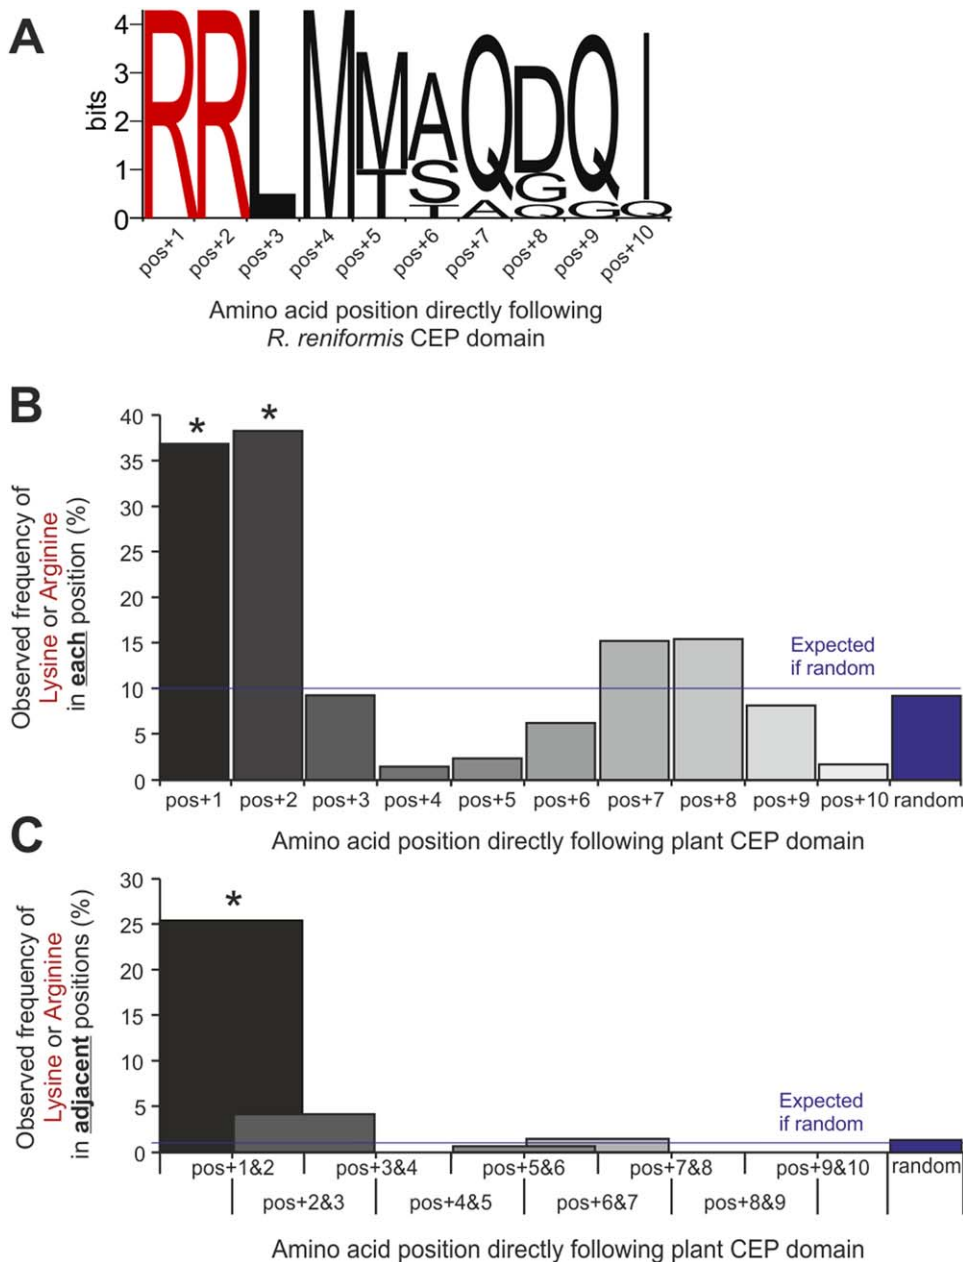 A
bits
4
3
2
1
0
RRLMMAQDQI
TSGQ
TAQG
pos+1 pos+2 pos+3 pos+4 pos+5 pos+6 pos+7 pos+8 pos+9 pos+10
Amino acid position directly following
R. reniformis CEP domain
B
Observed frequency of
Lysine or Arginine
in each position (%)
40
35
30
25
20
15
10
5
0
* *
Expected
if random
pos+1 pos+2 pos+3 pos+4 pos+5 pos+6 pos+7 pos+8 pos+9 pos+10 random
Amino acid position directly following plant CEP domain
C
Observed frequency of
Lysine or Arginine
in adjacent positions (%)
30
25
20
15
10
5
0
*
Expected
if random
pos+1&2 pos+3&4 pos+5&6 pos+7&8 pos+9&10 random
pos+2&3 pos+4&5 pos+6&7 pos+8&9
Amino acid position directly following plant CEP domain